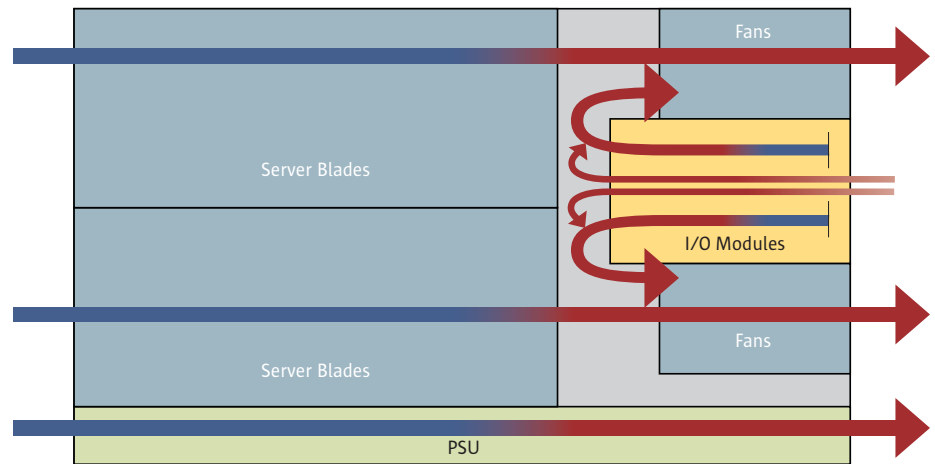 Fans
Server Blades
I/O Modules
Fans
Server Blades
PSU